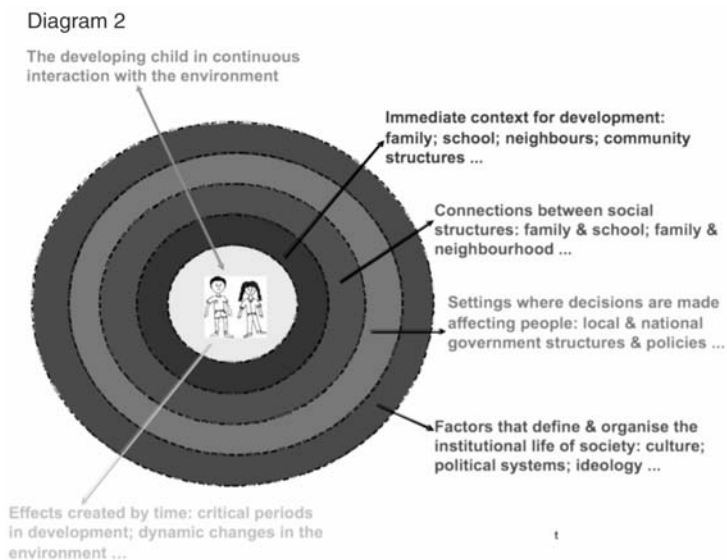 Diagram 2
The developing child in continuous
interaction with the environment
Immediate context for development:
family; school; neighbours; community
structures ...
Connections between social
structures: family & school; family &
neighbourhood ...
Settings where decisions are made
affecting people: local & national
government structures & policies ...
Factors that define & organise the
institutional life of society: culture;
political systems; ideology ...
Effects created by time: critical periods
in development; dynamic changes in the
environment ...
t